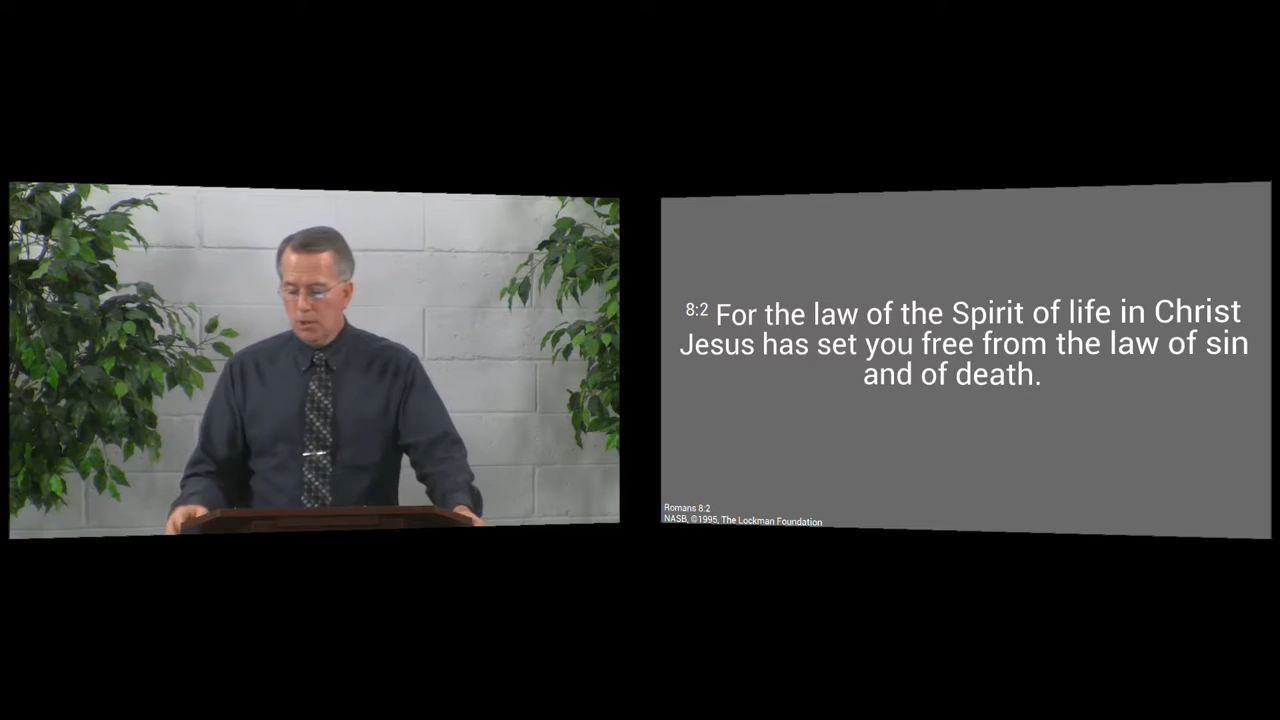 8:2 For the law of the Spirit of life in Christ
Jesus has set you free from the law of sin
and of death.
Romans 8:2
NASB, ©1995, The Lockman Foundation